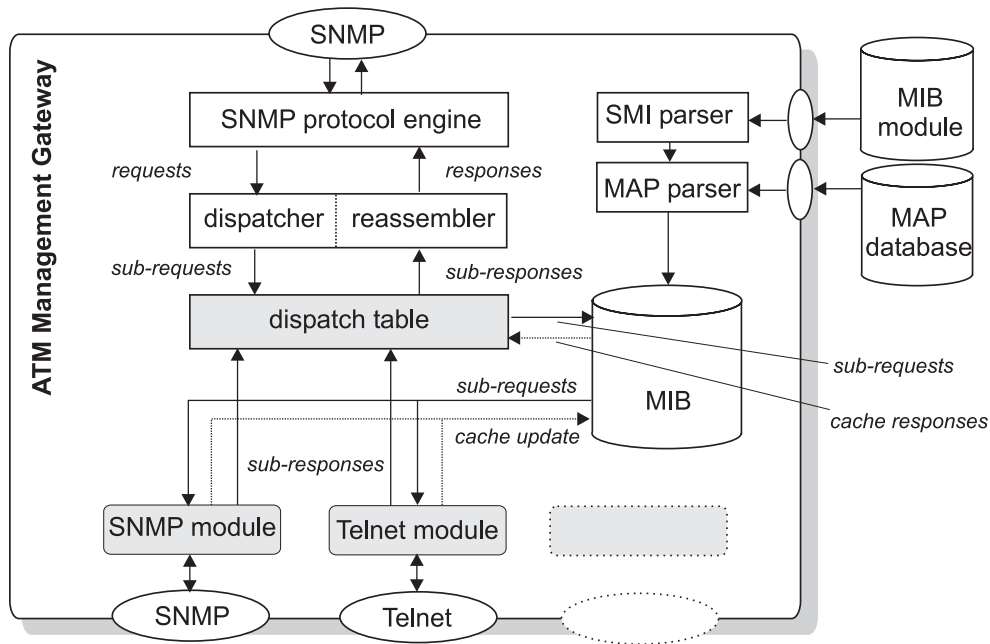 SNMP
ATM Management Gateway
SNMP protocol engine
SMI parser
MIB
module
requests
responses
MAP parser
dispatcher
reassembler
MAP
database
sub-requests
sub-responses
dispatch table
sub-requests
cache responses
MIB
sub-requests
cache update
sub-responses
SNMP module
Telnet module
SNMP
Telnet